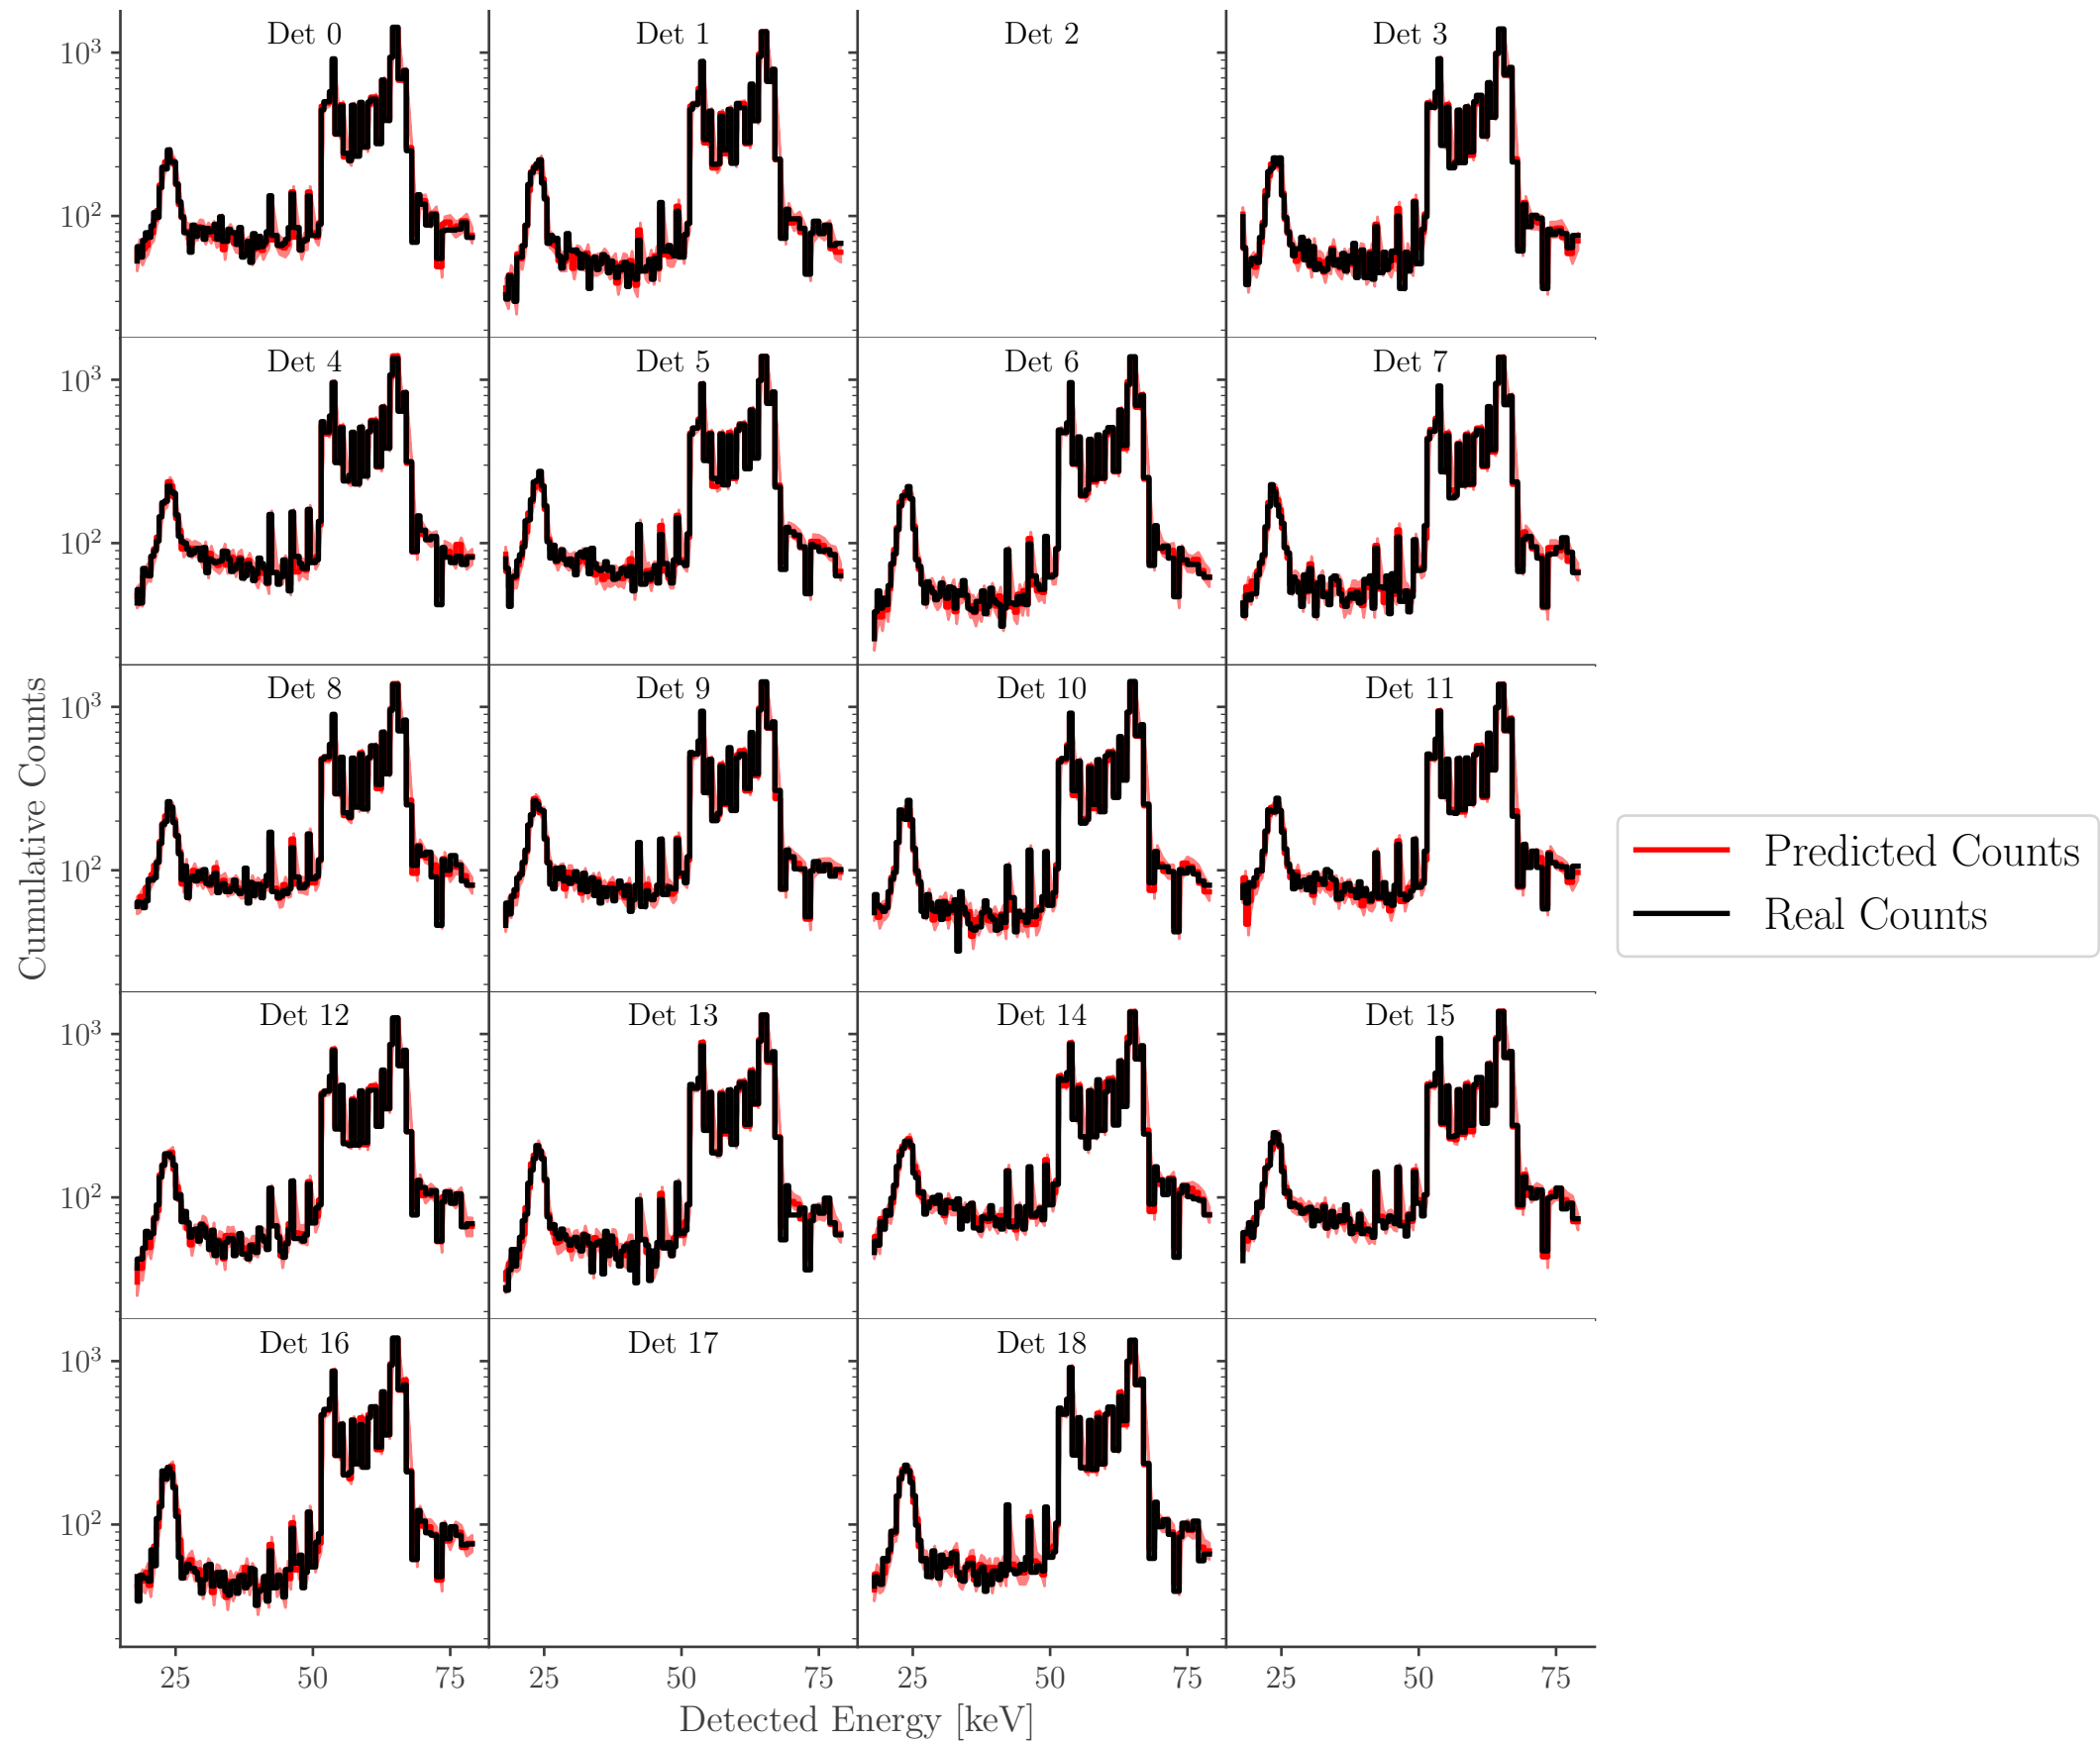 Cumulative Counts
Det 0
Det 1
Det 2
Det 3
10³
10²
Det 4
Det 5
Det 6
Det 7
10³
10²
Det 8
Det 9
Det 10
Det 11
10³
10²
Det 12
Det 13
Det 14
Det 15
10³
10²
Det 16
Det 17
Det 18
10³
10²
25 50 75 25 50 75 25 50 75 25 50 75
Detected Energy [keV]
Predicted Counts
Real Counts